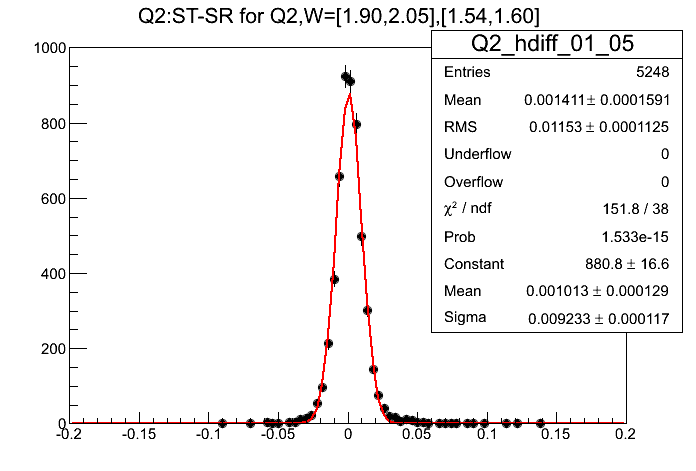 Q2:ST-SR for Q2,W=[1.90,2.05],[1.54,1.60]
Q2_hdiff_01_05
Entries 5248
Mean 0.001411± 0.0001591
RMS 0.01153± 0.0001125
Underflow 0
Overflow 0
χ² / ndf 151.8 / 38
Prob 1.533e-15
Constant 880.8 ± 16.6
Mean 0.001013 ± 0.000129
Sigma 0.009233 ± 0.000117
1000
800
600
400
200
0
-0.2 -0.15 -0.1 -0.05 0 0.05 0.1 0.15 0.2